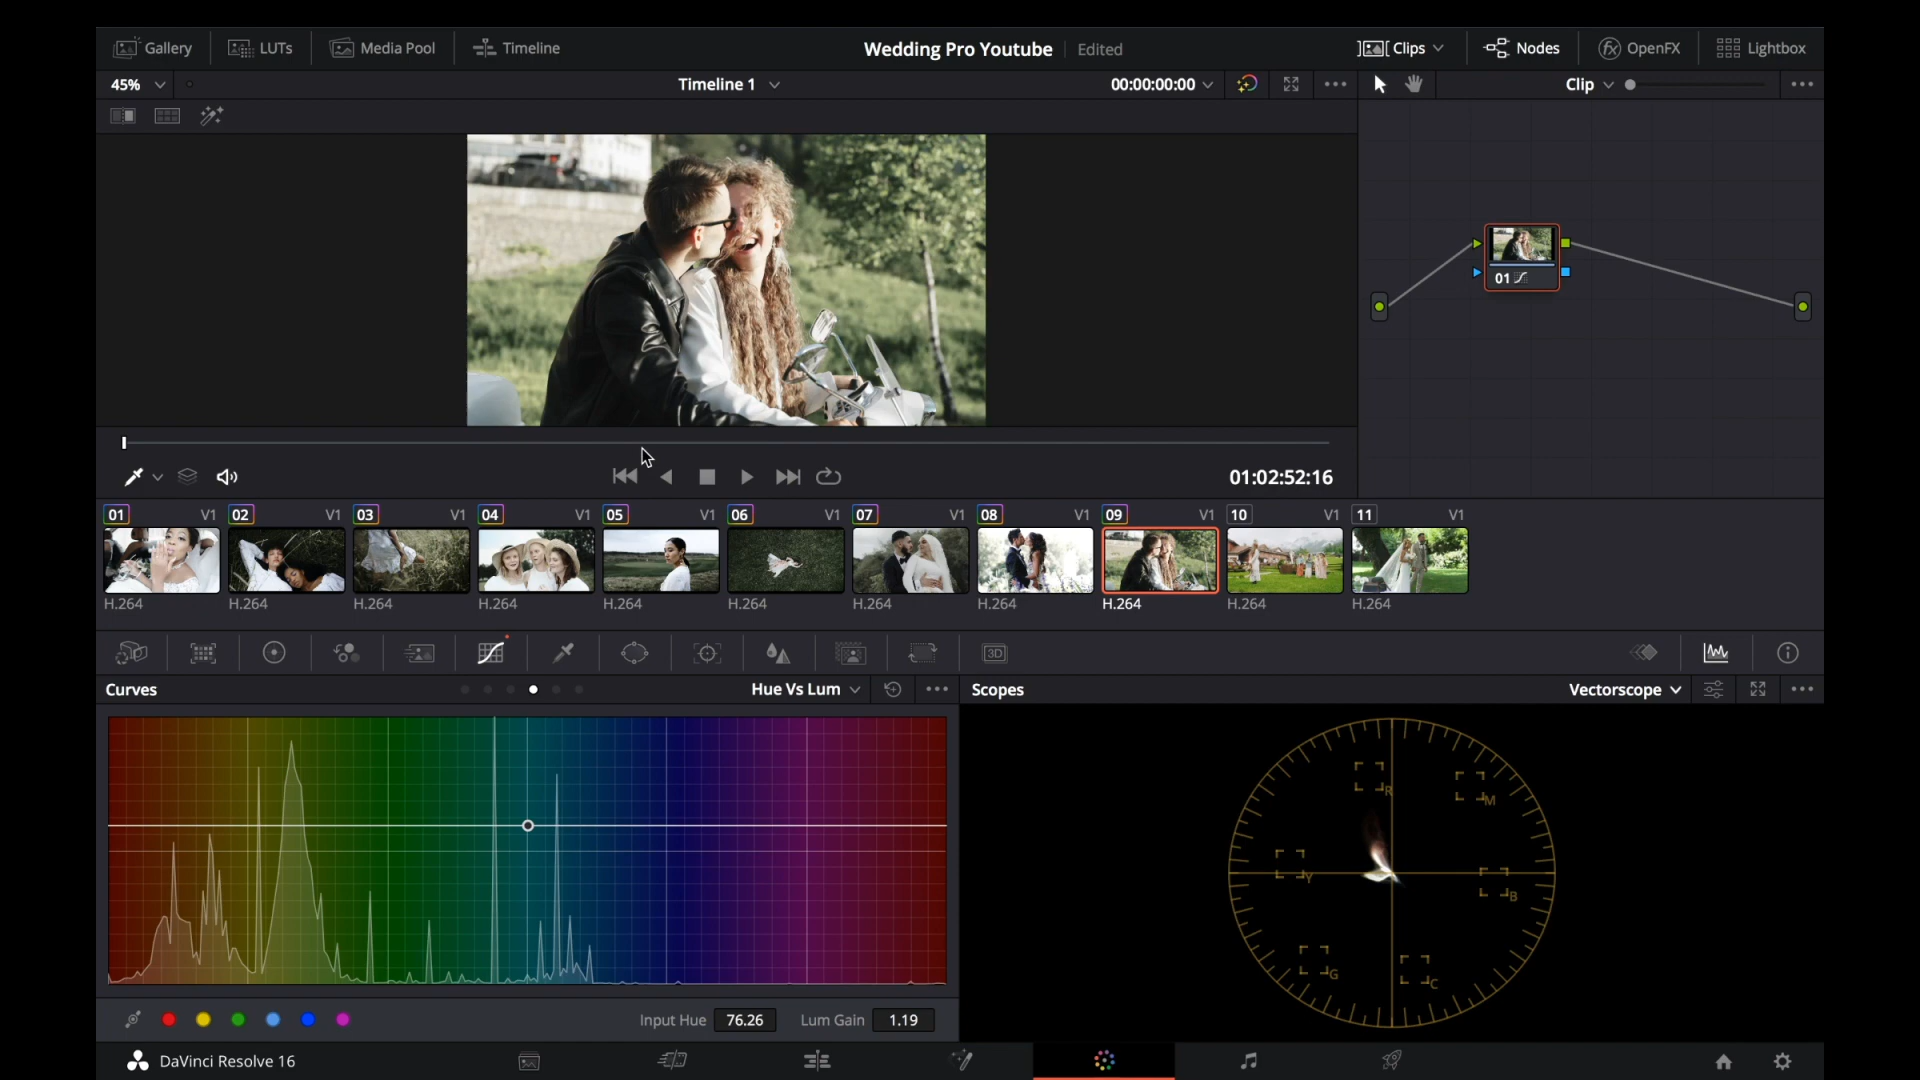 Gallery LUTs Media Pool Timeline Wedding Pro Youtube Edited Clips Nodes OpenFX Lightbox
45% Timeline 1 00:00:00:00 Clip
01
01:02:52:16
01 V1 02 V1 03 V1 04 V1 05 V1 06 V1 07 V1 08 V1 09 V1 10 V1 11 V1
H.264 H.264 H.264 H.264 H.264 H.264 H.264 H.264 H.264 H.264 H.264
3D
Curves Hue Vs Lum Scopes Vectorscope
R
M
Y
B
G
C
Input Hue 76.26 Lum Gain 1.19
DaVinci Resolve 16